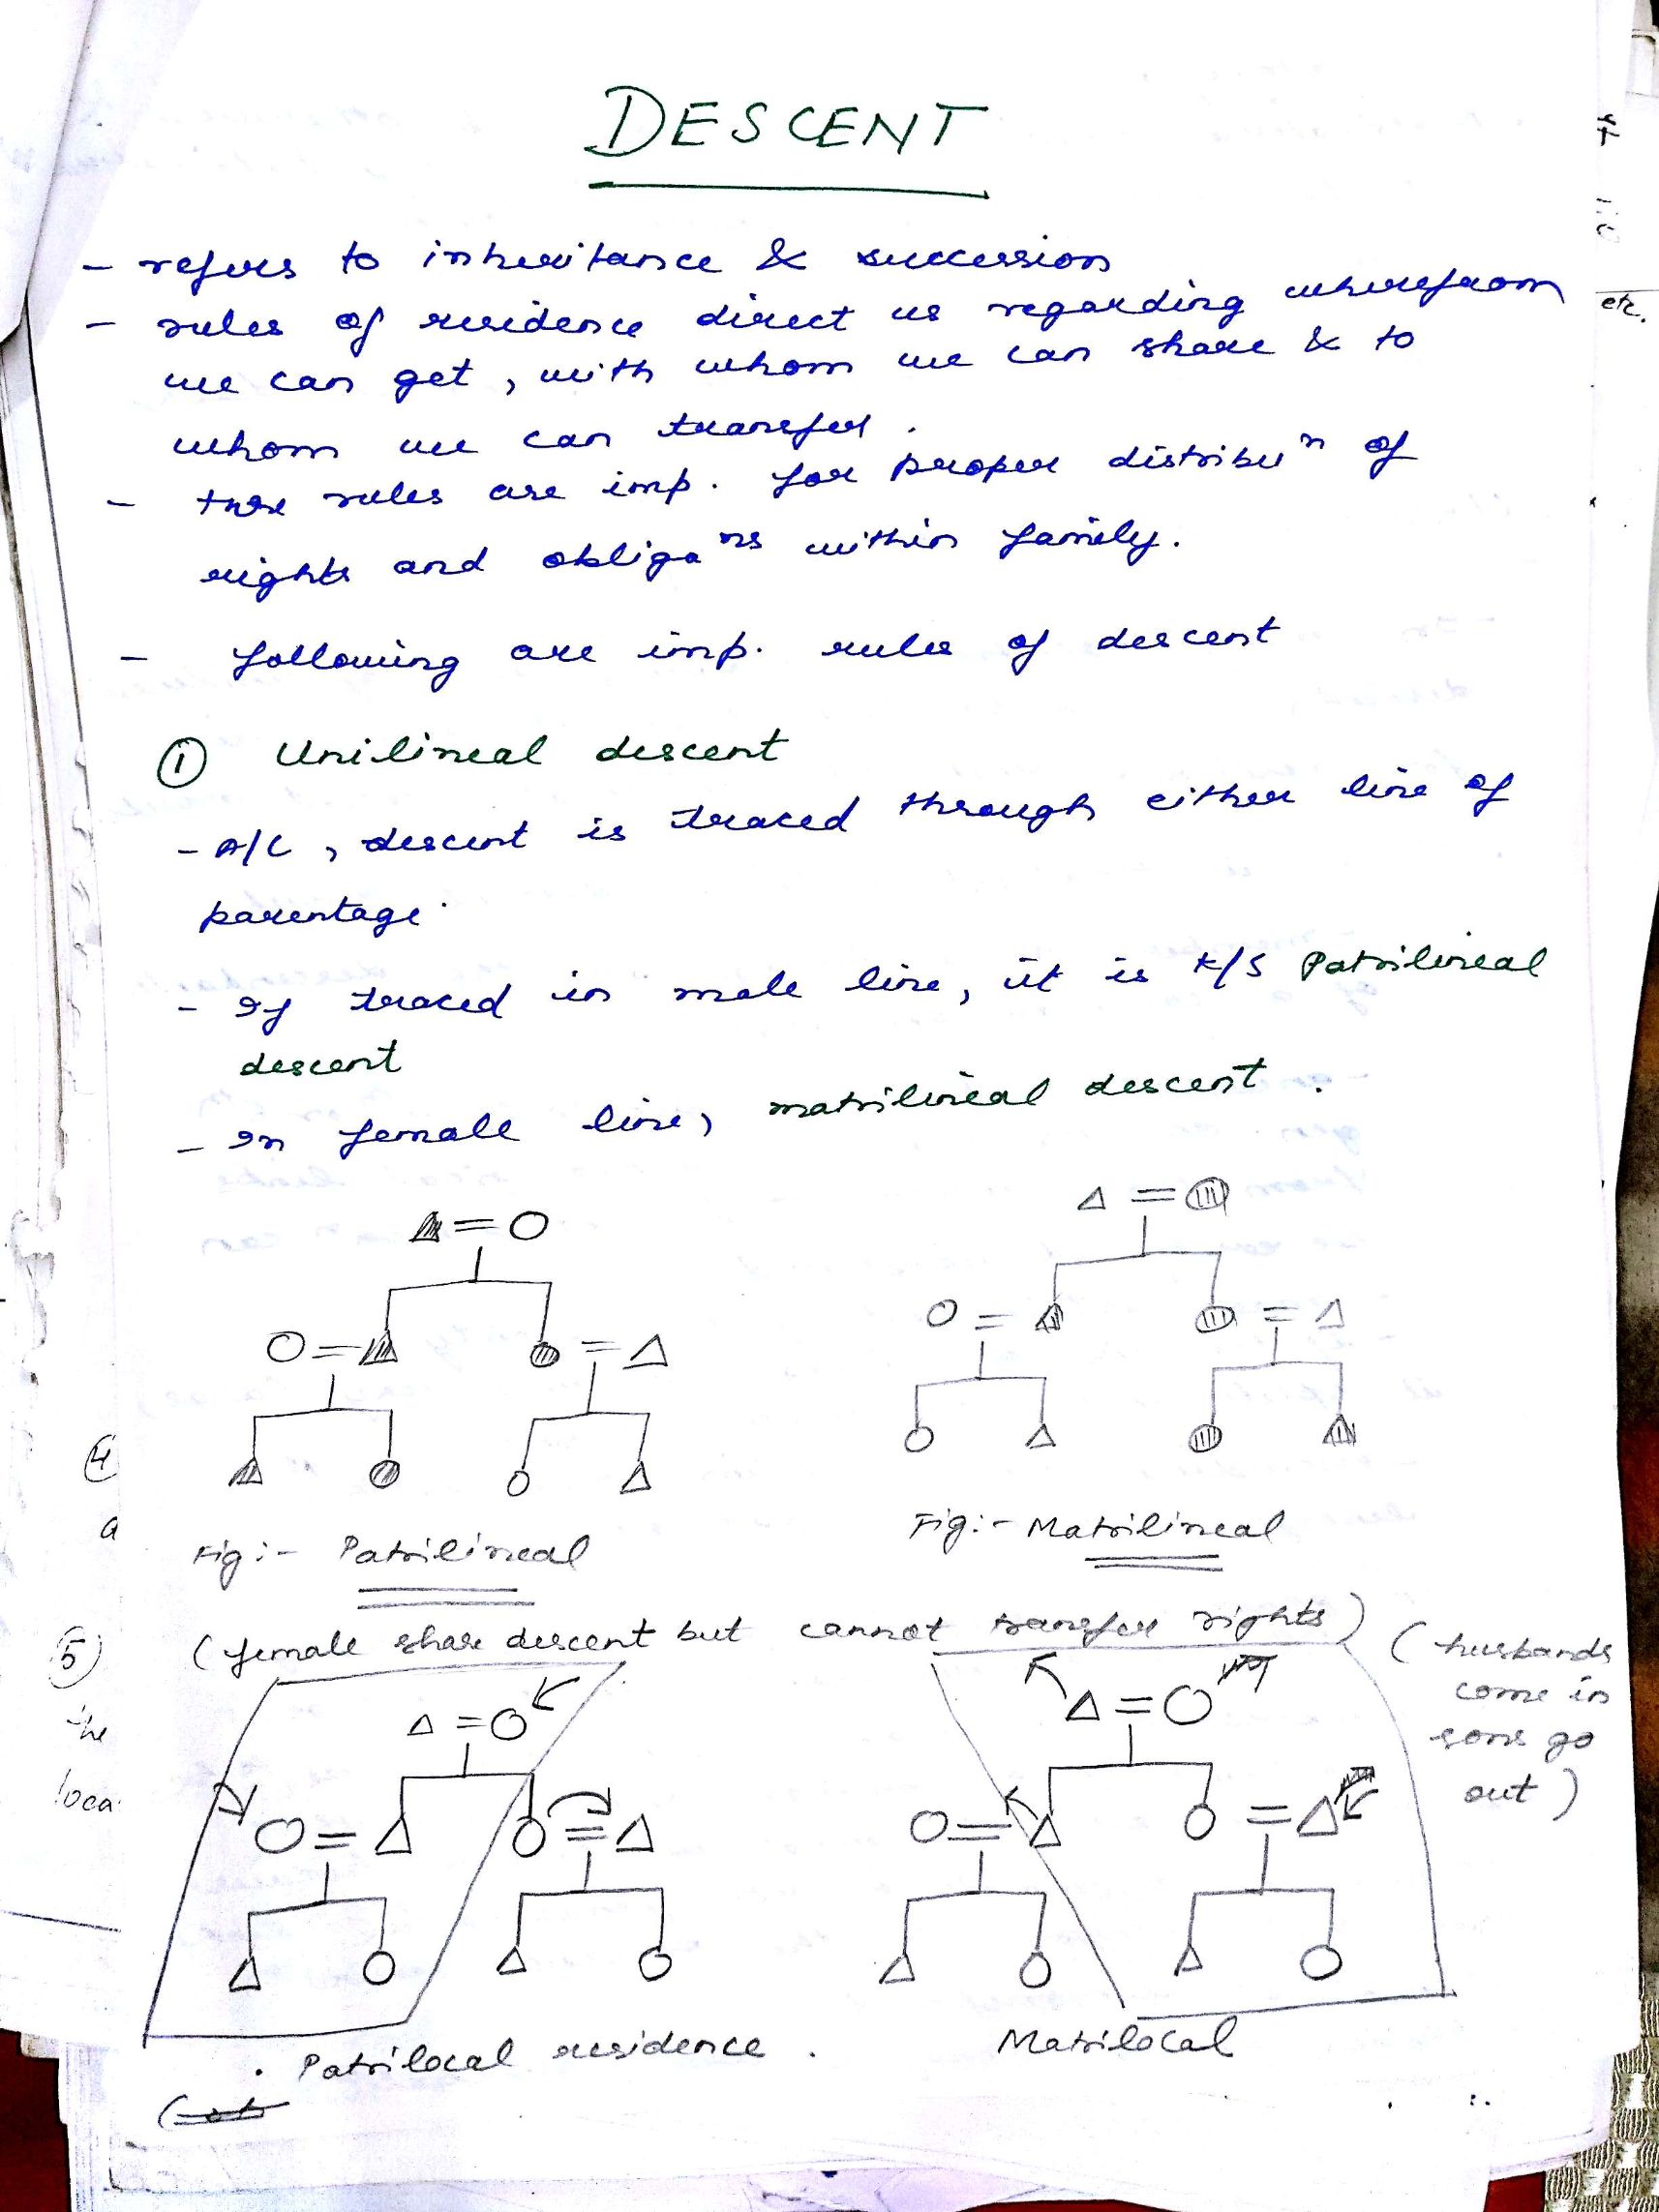 DESCENT
- refers to inheritance & succession
- rules of residence direct us regarding wherefrom
we can get, with whom we can share & to
whom we can transfer.
- these rules are imp. for proper distribuⁿ of
rights and obligaⁿˢ within family.
- following are imp. rules of descent
① Unilineal descent
- A/C, descent is traced through either line of
parentage.
- If traced in male line, it is K/S Patrilineal
descent
- In female line, matrilineal descent.
Fig:- Patrilineal
Fig:- Matrilineal
(female share descent but cannot transfer rights)
(husbands
come in
sons go
out)
Patrilocal residence.
Matrilocal
etc.
④
a
⑤
the
loca